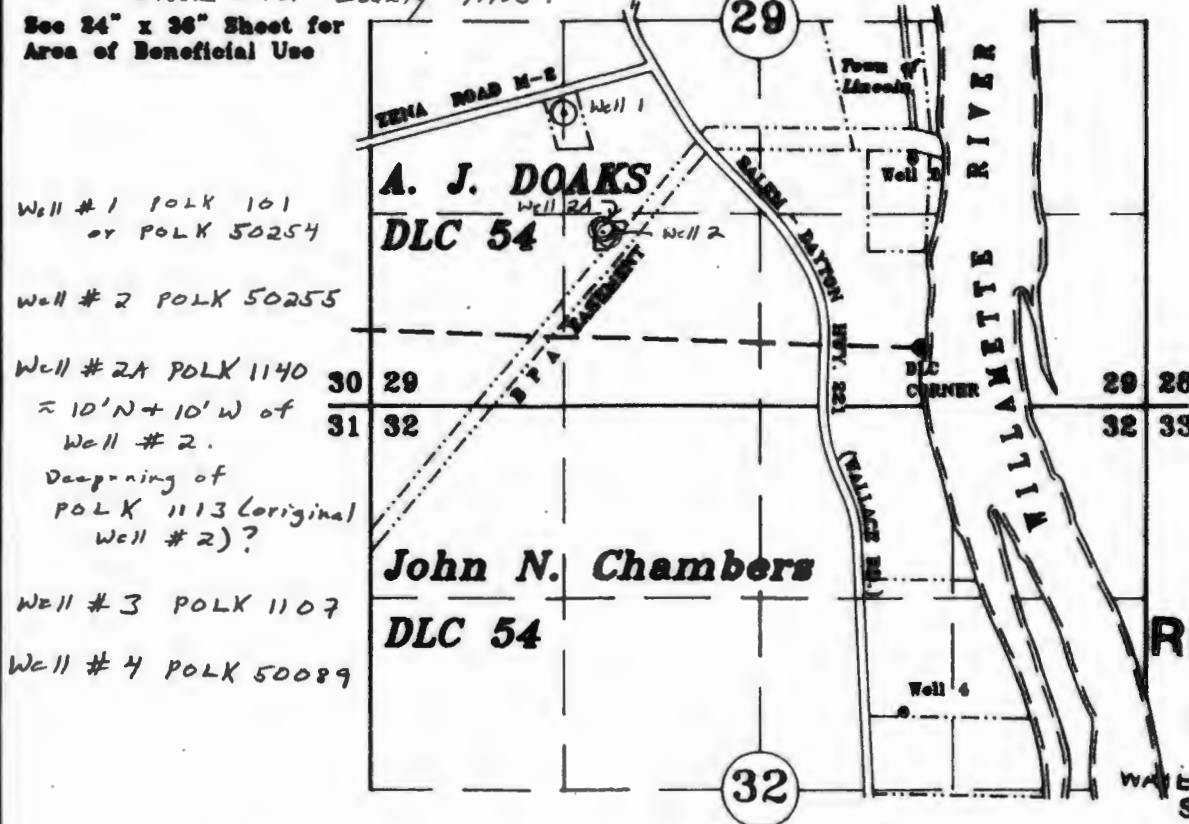 See 24" x 36" Sheet for
Area of Beneficial Use
29
Town of
Lincoln
ZENA ROAD M-2
Well 1
WILLAMETTE RIVER
A. J. DOAKS
DLC 54
Well 3
Well 2A
Well 2
SALEM - DAYTON HWY. 221
(WALLACE RD.)
BPA EASEMENT
DLC
CORNER
Well # 1 POLK 101
or POLK 50254
Well # 2 POLK 50255
Well # 2A POLK 1140
≈ 10'N + 10'W of
Well # 2.
Deepening of
POLK 1113 (original
Well # 2)?
Well # 3 POLK 1107
Well # 4 POLK 50089
30 29
31 32
29 28
32 33
John N. Chambers
DLC 54
R
Well 4
32